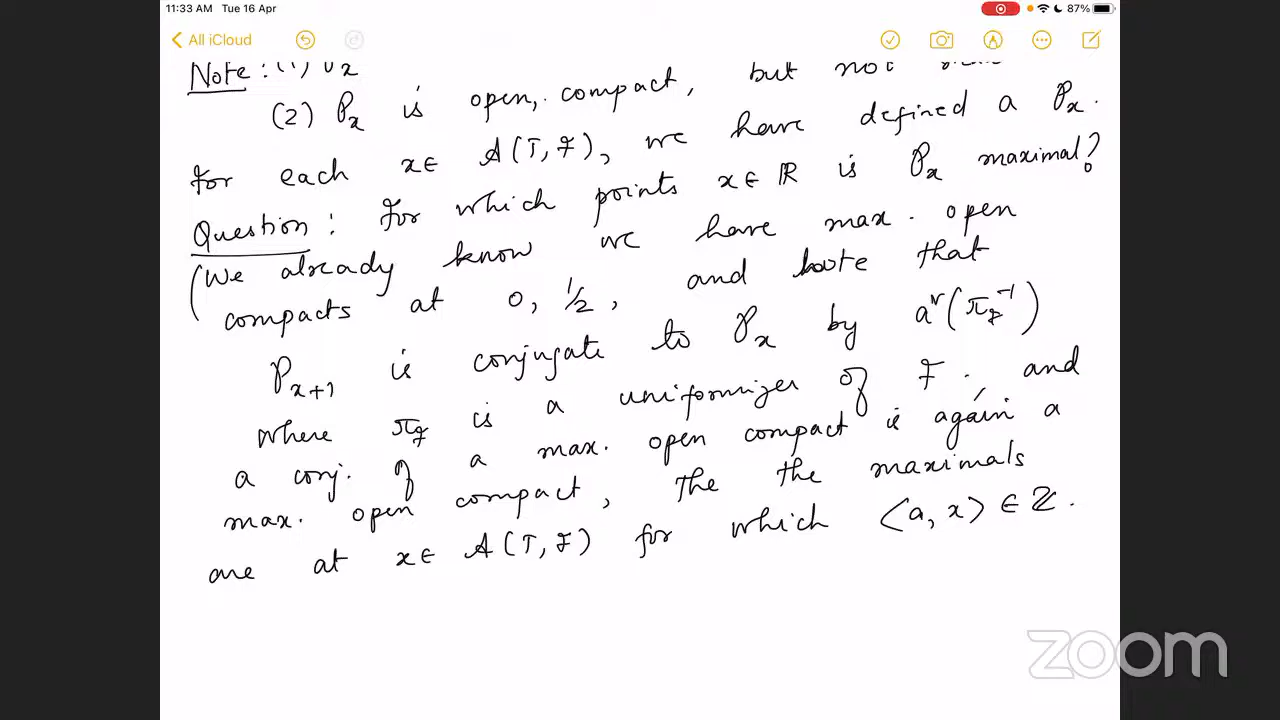 11:33 AM Tue 16 Apr
87%
All iCloud
Note : (1)
(2) P_x is open, compact, but not
for each x ∈ A(T, F), we have defined a P_x.
Question : For which points x ∈ ℝ is P_x maximal?
(We already know we have max. open
compacts at 0, 1/2, and note that
P_{x+1} is conjugate to P_x by a^v(π_F^{-1})
where π_F is a uniformizer of F. and
a conj. of a max. open compact is again a
max. open compact, The the maximals
are at x ∈ A(T, F) for which ⟨a, x⟩ ∈ ℤ.
zoom